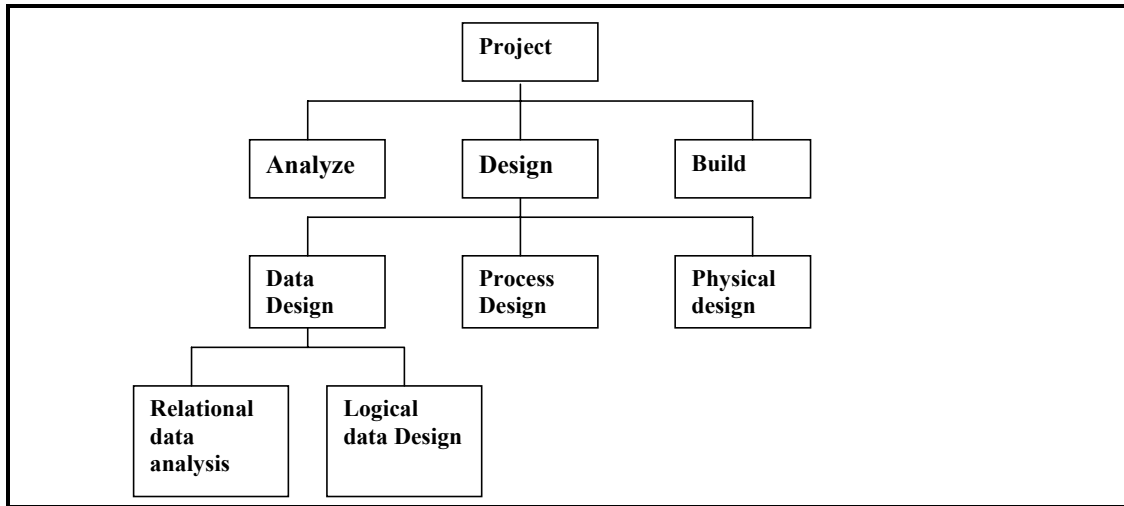 Project
Analyze
Design
Build
Data
Design
Process
Design
Physical
design
Relational
data
analysis
Logical
data Design